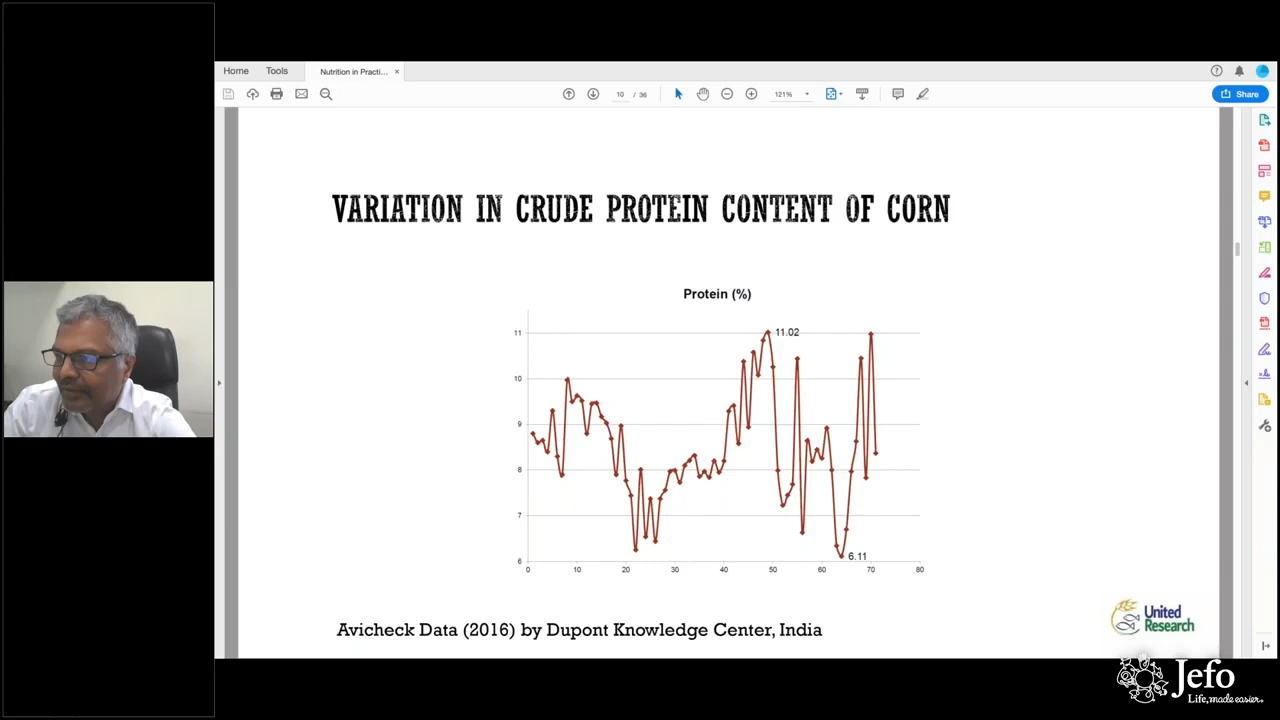 Home Tools Nutrition in Practi... ×
10 / 36 121% Share
VARIATION IN CRUDE PROTEIN CONTENT OF CORN
Protein (%)
11
10
9
8
7
6
11.02
6.11
0 10 20 30 40 50 60 70 80
Avicheck Data (2016) by Dupont Knowledge Center, India
United
Research
Jefo
Life, made easier.